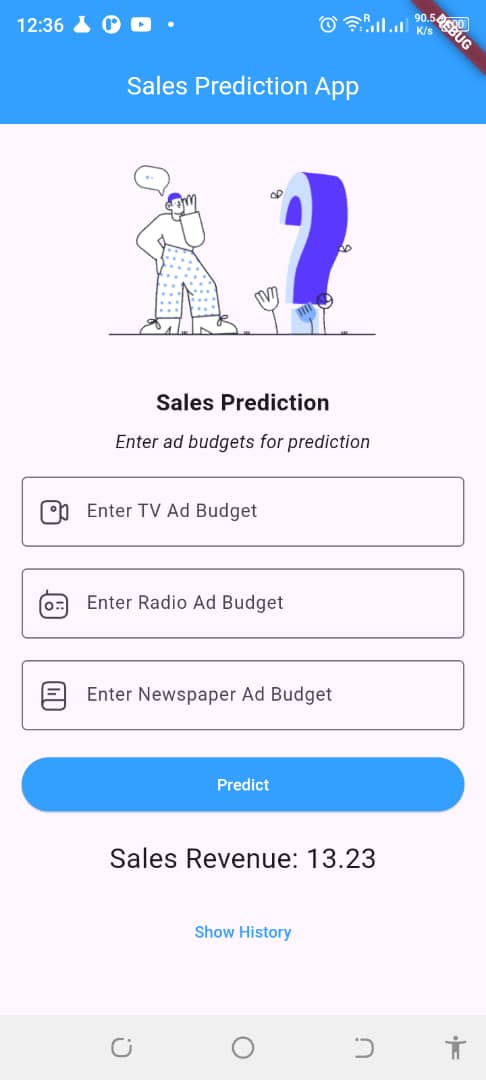 12:36
R
90.5
K/s
100
DEBUG
Sales Prediction App
Sales Prediction
Enter ad budgets for prediction
Enter TV Ad Budget
Enter Radio Ad Budget
Enter Newspaper Ad Budget
Predict
Sales Revenue: 13.23
Show History